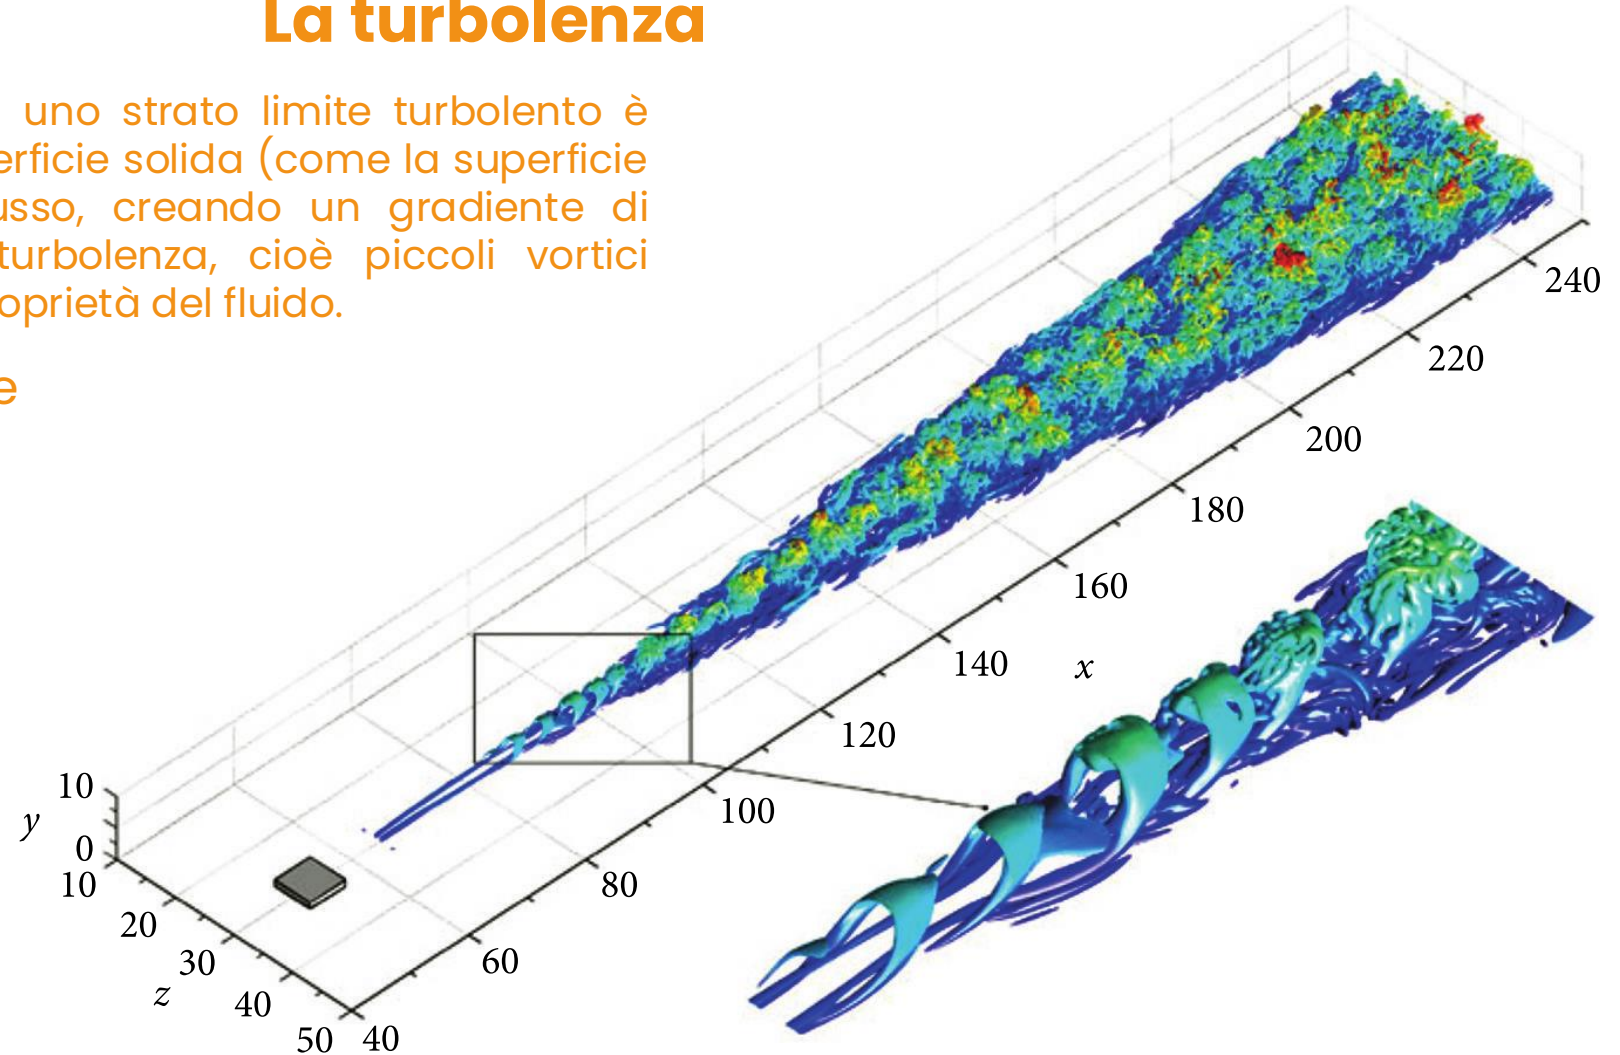 La turbolenza
uno strato limite turbolento è
erficie solida (come la superficie
usso, creando un gradiente di
turbolenza, cioè piccoli vortici
oprietà del fluido.
e
240
220
200
180
160
140
x
120
100
80
60
40
10
y
0
10
20
30
z
40
50